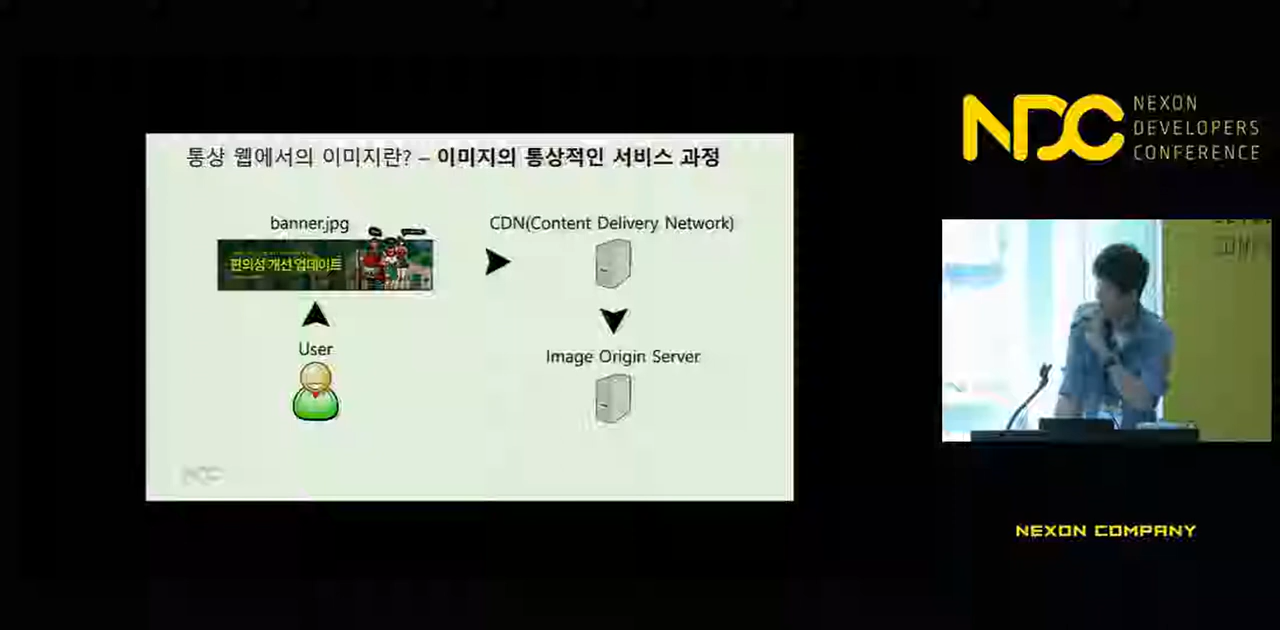 통상 웹에서의 이미지란? – 이미지의 통상적인 서비스 과정
banner.jpg
편의성 개선 업데이트
User
CDN(Content Delivery Network)
Image Origin Server
NDC
NDC
NEXON
DEVELOPERS
CONFERENCE
NEXON COMPANY